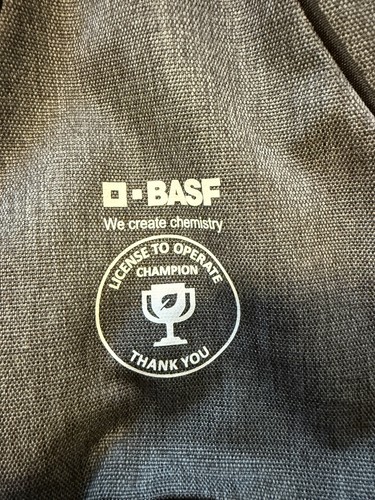 BASF
We create chemistry
LICENSE TO OPERATE
CHAMPION
THANK YOU